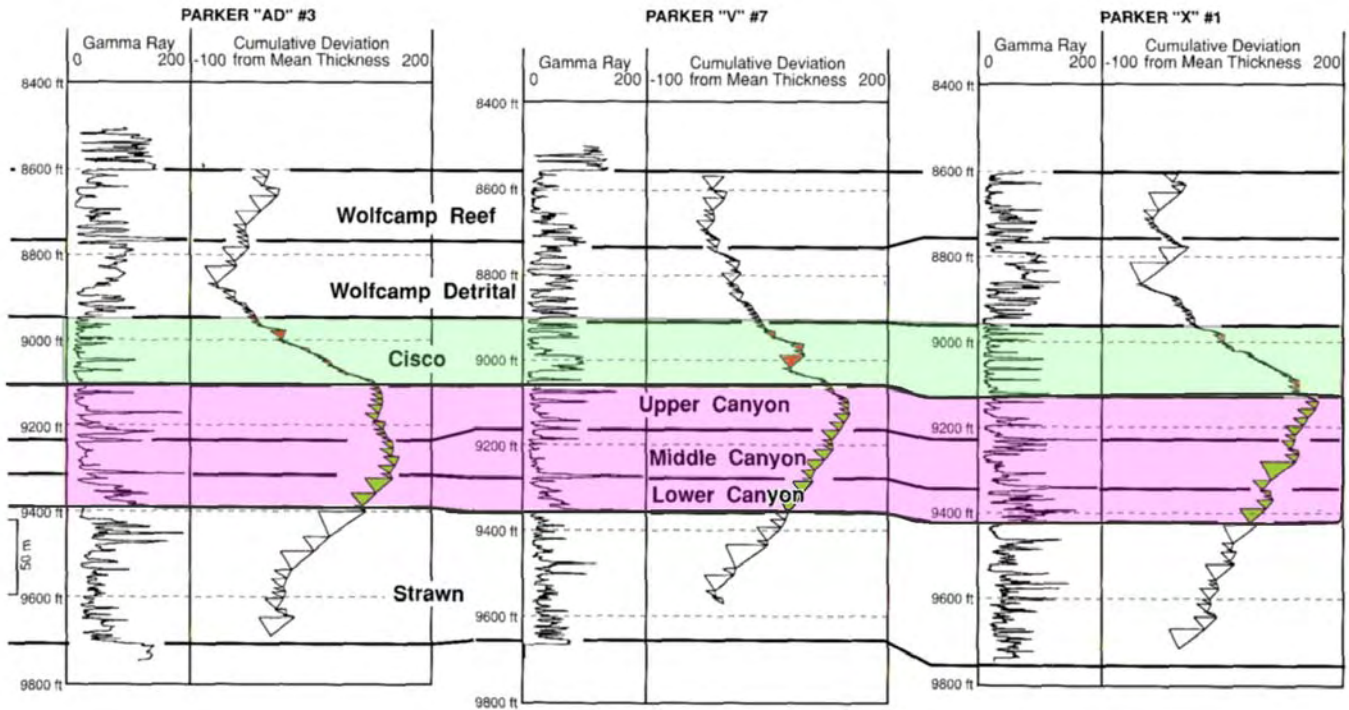 PARKER "AD" #3
PARKER "V" #7
PARKER "X" #1
Gamma Ray
0 200
Cumulative Deviation
-100 from Mean Thickness 200
Gamma Ray
0 200
Cumulative Deviation
-100 from Mean Thickness 200
Gamma Ray
0 200
Cumulative Deviation
-100 from Mean Thickness 200
8400 ft
8600 ft
8800 ft
9000 ft
9200 ft
9400 ft
9600 ft
9800 ft
50 m
Wolfcamp Reef
Wolfcamp Detrital
Cisco
Strawn
8400 ft
8600 ft
8800 ft
9000 ft
9200 ft
9400 ft
9600 ft
9800 ft
Upper Canyon
Middle Canyon
Lower Canyon
8400 ft
8600 ft
8800 ft
9000 ft
9200 ft
9400 ft
9600 ft
9800 ft